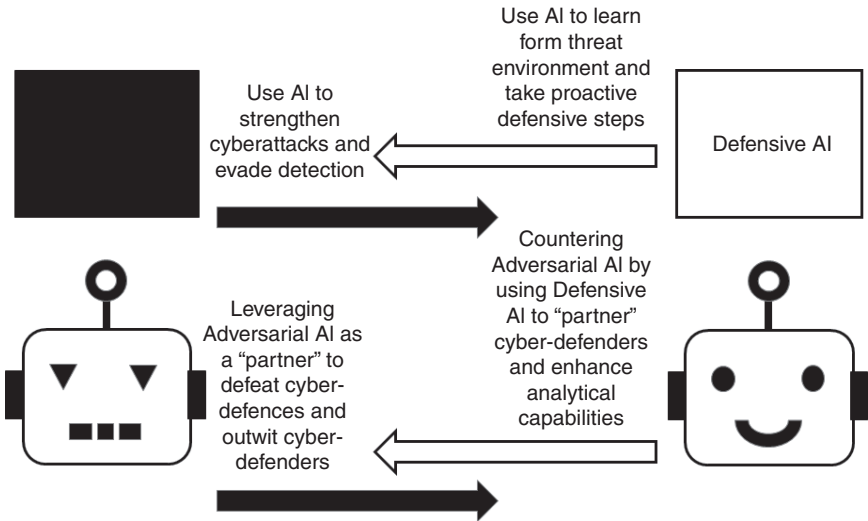 Use AI to
strengthen
cyberattacks and
evade detection
Use AI to learn
form threat
environment and
take proactive
defensive steps
Defensive AI
Leveraging
Adversarial AI as
a “partner” to
defeat cyber-
defences and
outwit cyber-
defenders
Countering
Adversarial AI by
using Defensive
AI to “partner”
cyber-defenders
and enhance
analytical
capabilities